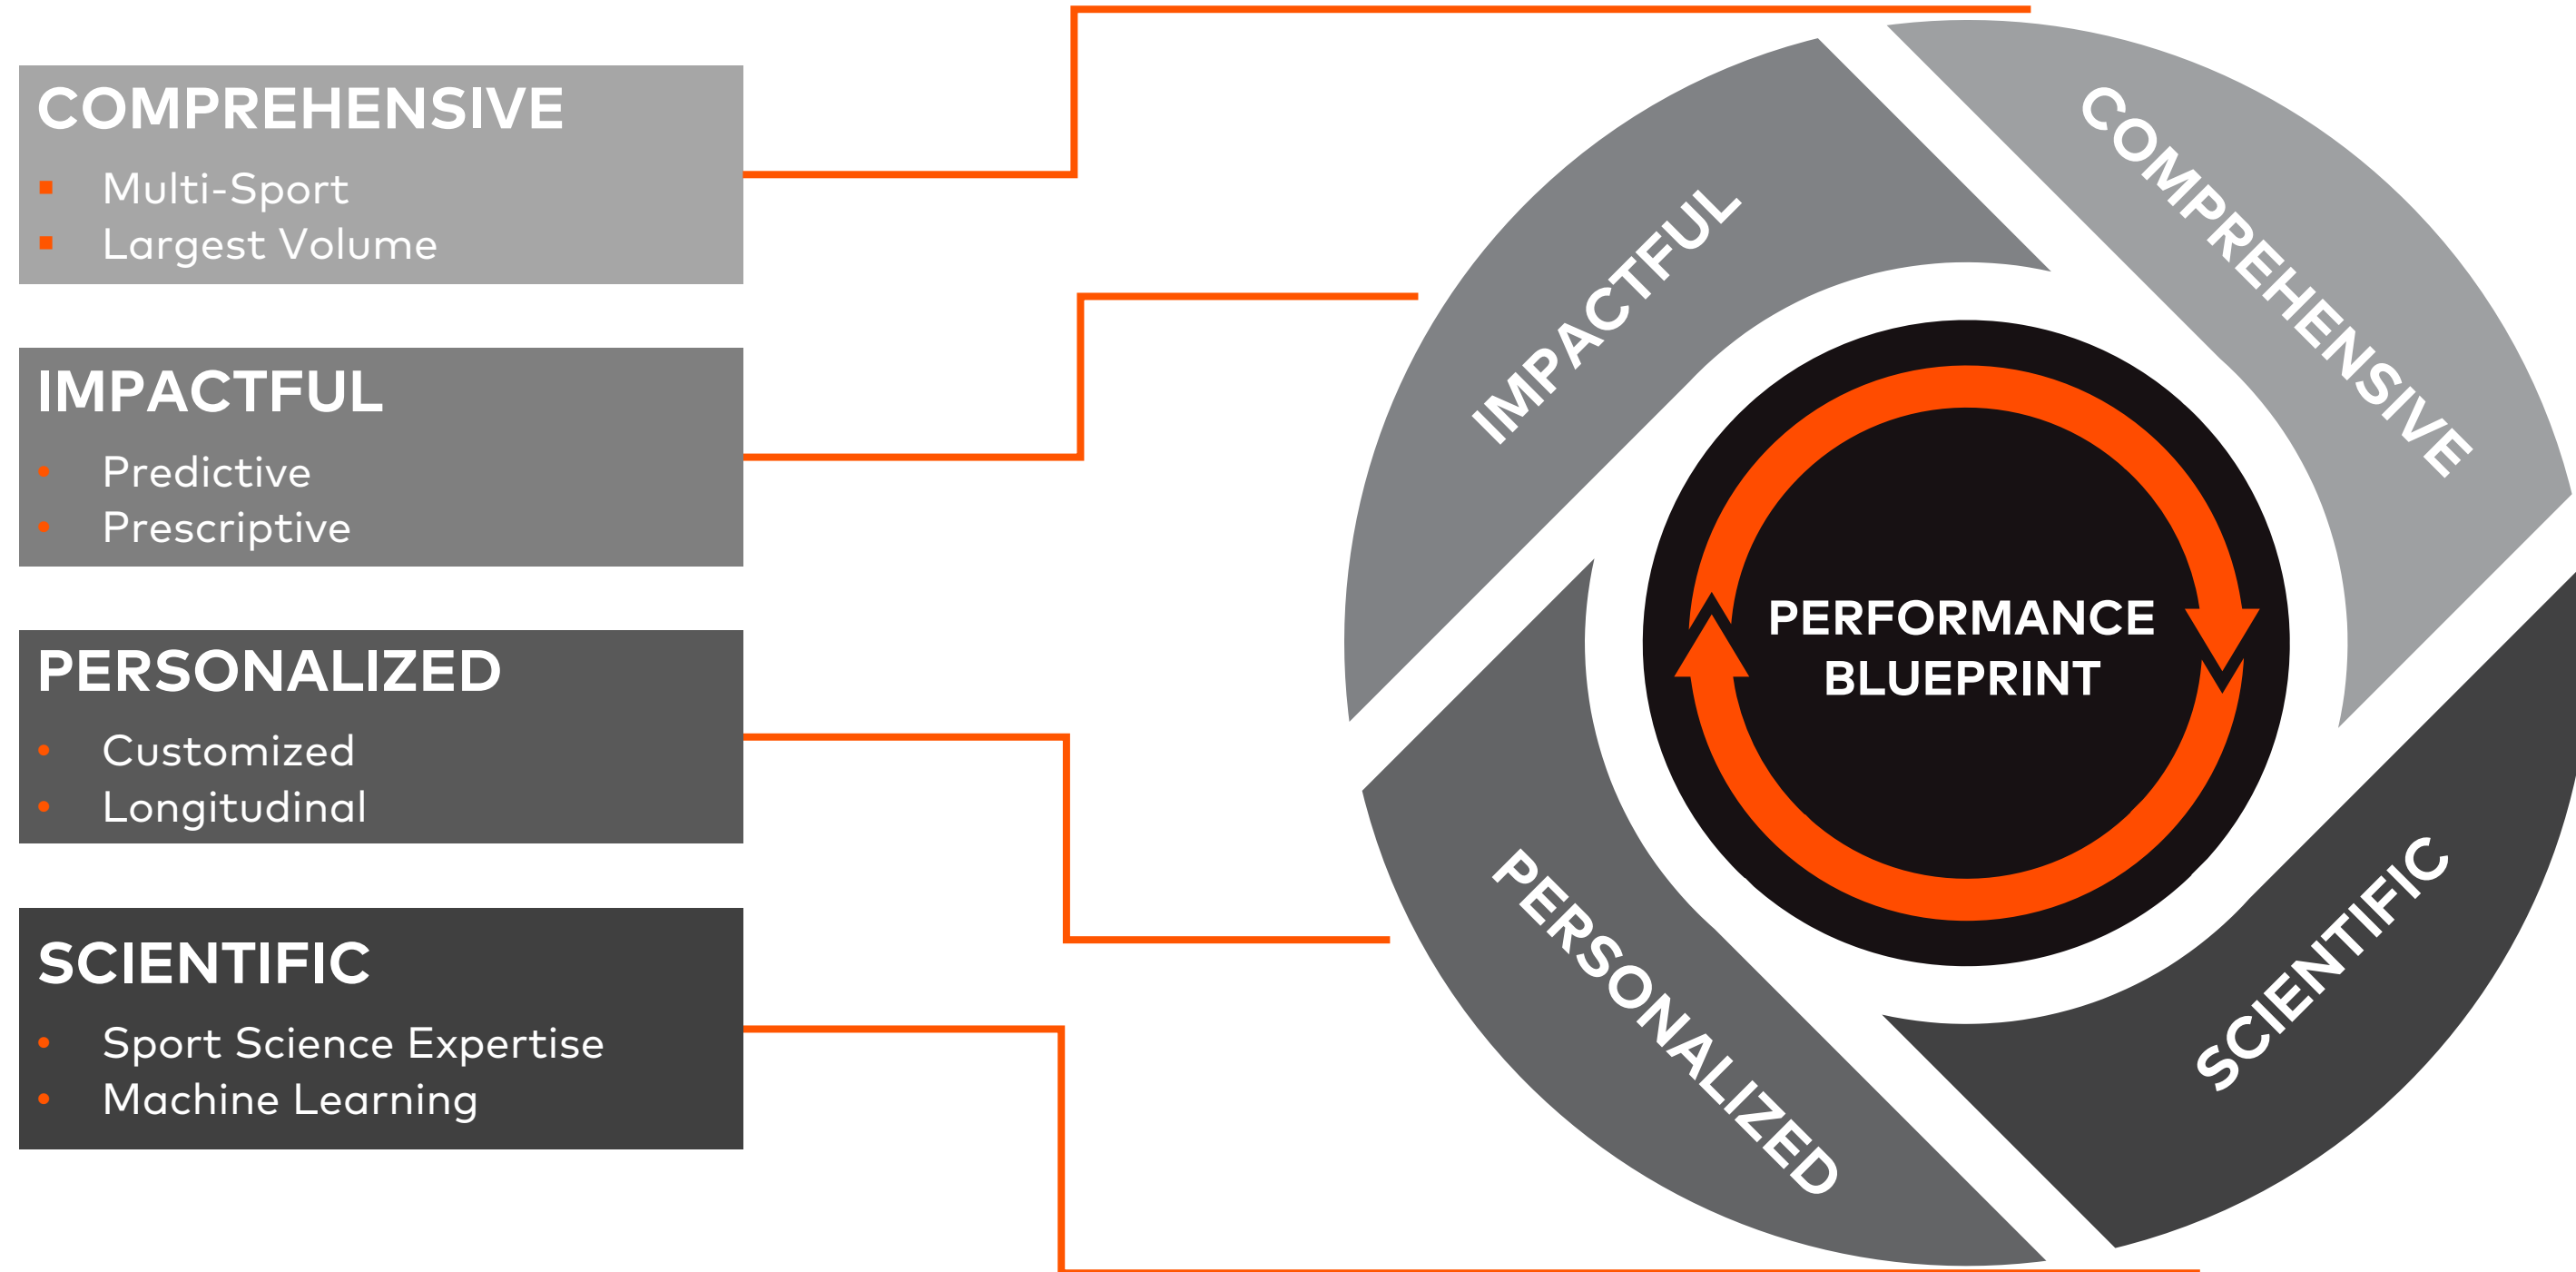 COMPREHENSIVE
▪ Multi-Sport
▪ Largest Volume
IMPACTFUL
• Predictive
• Prescriptive
PERSONALIZED
• Customized
• Longitudinal
SCIENTIFIC
• Sport Science Expertise
• Machine Learning
IMPACTFUL
COMPREHENSIVE
PERFORMANCE
BLUEPRINT
PERSONALIZED
SCIENTIFIC